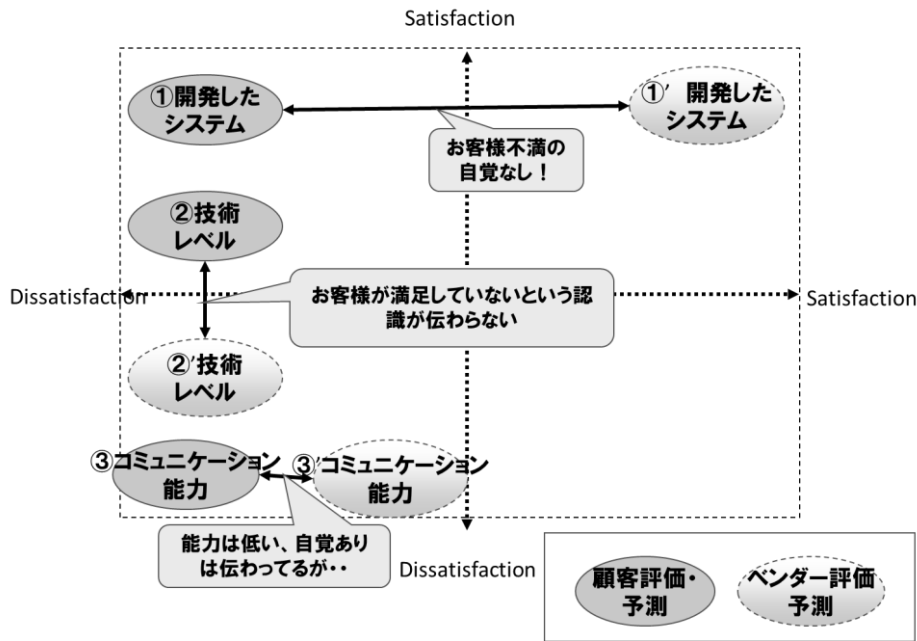 Satisfaction
①開発した
システム
①’ 開発した
システム
お客様不満の
自覚なし！
②技術
レベル
Dissatisfaction
お客様が満足していないという認
識が伝わらない
Satisfaction
②’技術
レベル
③コミュニケーション
能力
③’コミュニケーション
能力
能力は低い、自覚あり
は伝わってるが・・
Dissatisfaction
顧客評価・
予測
ベンダー評価
予測